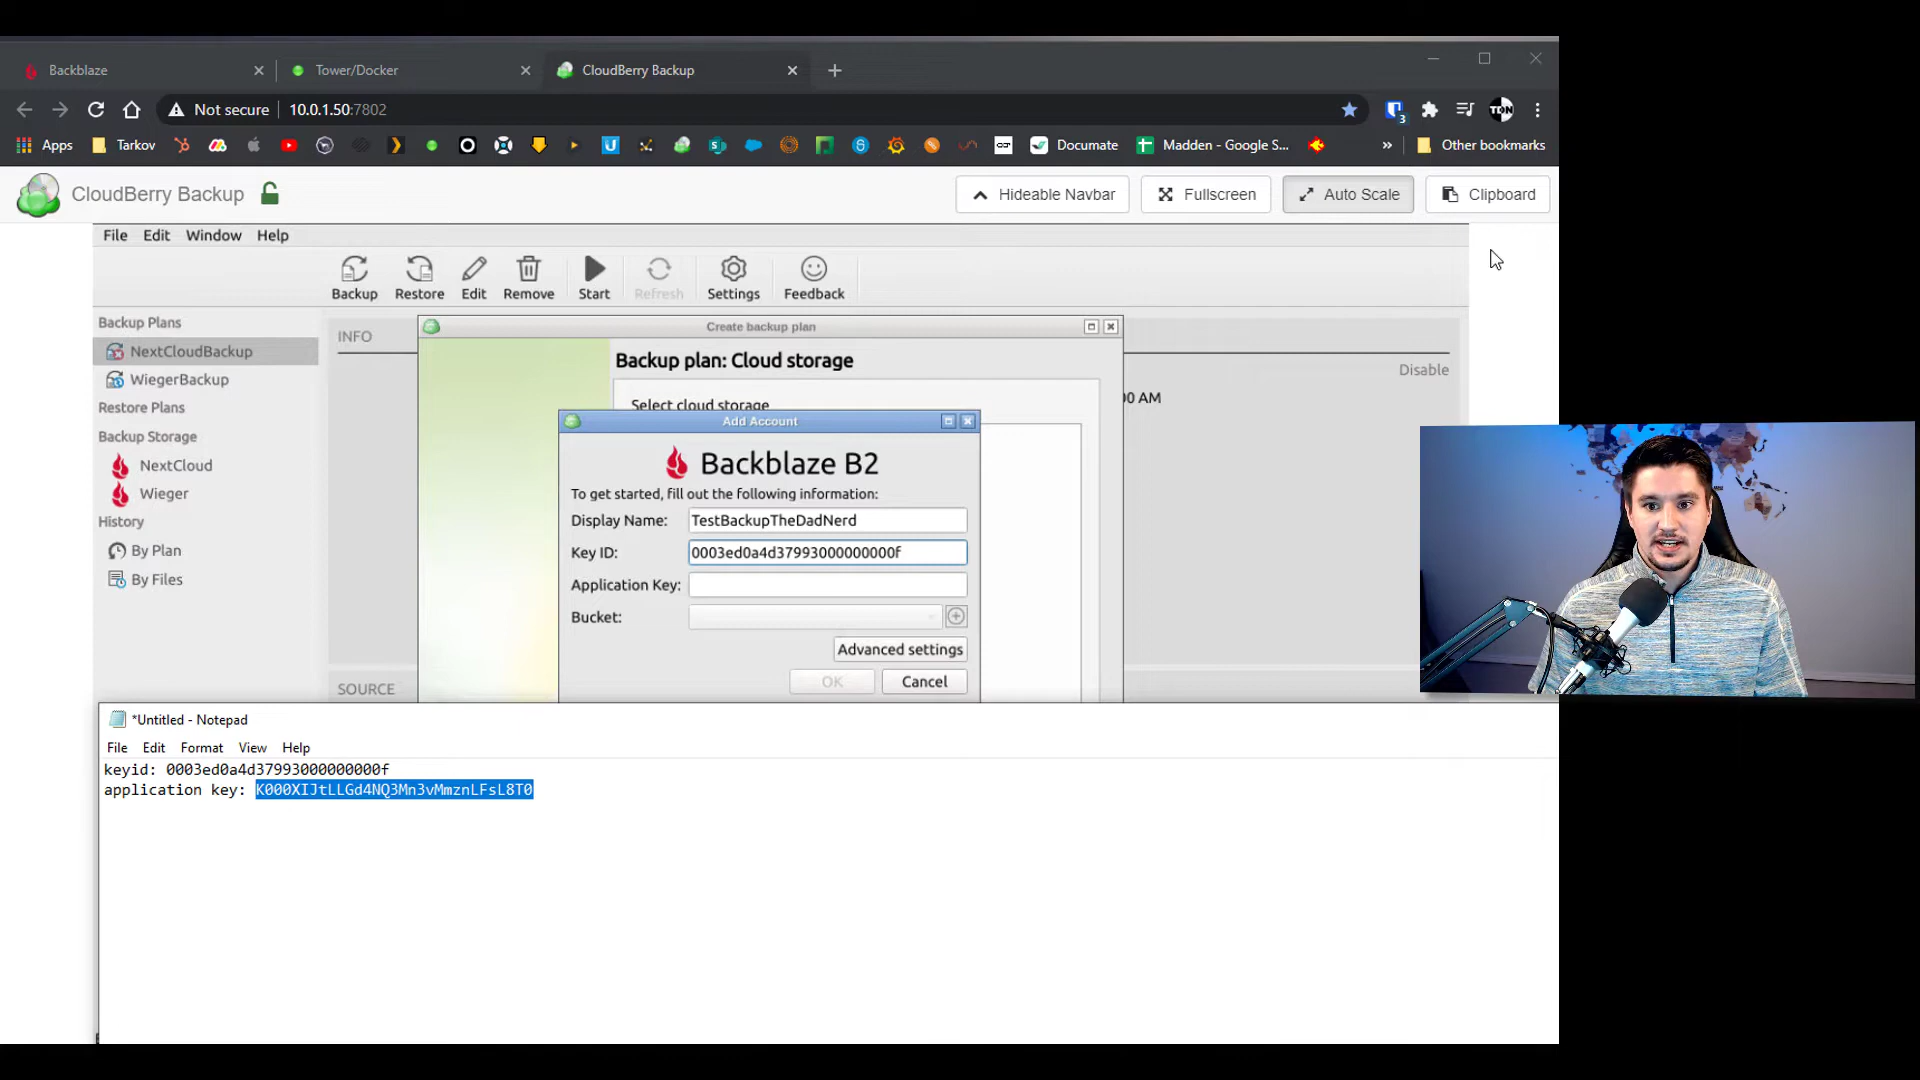 Backblaze
Tower/Docker
CloudBerry Backup
Not secure
10.0.1.50:7802
3
TDN
Apps
Tarkov
Documate
Madden - Google S...
»
Other bookmarks
CloudBerry Backup
Hideable Navbar
Fullscreen
Auto Scale
Clipboard
File Edit Window Help
Backup
Restore
Edit
Remove
Start
Refresh
Settings
Feedback
Backup Plans
NextCloudBackup
WiegerBackup
Restore Plans
Backup Storage
NextCloud
Wieger
History
By Plan
By Files
INFO
Disable
00 AM
SOURCE
Create backup plan
Backup plan: Cloud storage
Select cloud storage
Add Account
Backblaze B2
To get started, fill out the following information:
Display Name: TestBackupTheDadNerd
Key ID: 0003ed0a4d37993000000000f
Application Key:
Bucket:
Advanced settings
OK
Cancel
*Untitled - Notepad
File Edit Format View Help
keyid: 0003ed0a4d37993000000000f
application key: K000XIJtLLGd4NQ3Mn3vMmznLFsL8T0